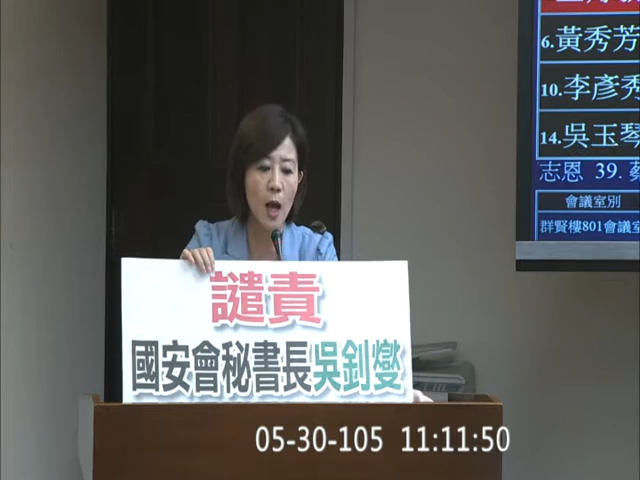 6.黃秀芳
10.李彥秀
14.吳玉琴
志恩 39.
會議室別
群賢樓801會議室
譴責
國安會秘書長吳釗燮
05-30-105 11:11:50